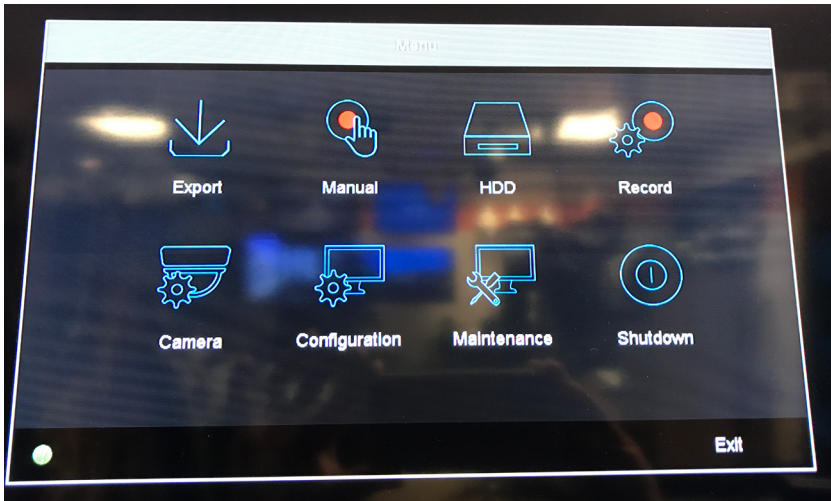 Menu
Export Manual HDD Record
Camera Configuration Maintenance Shutdown
Exit